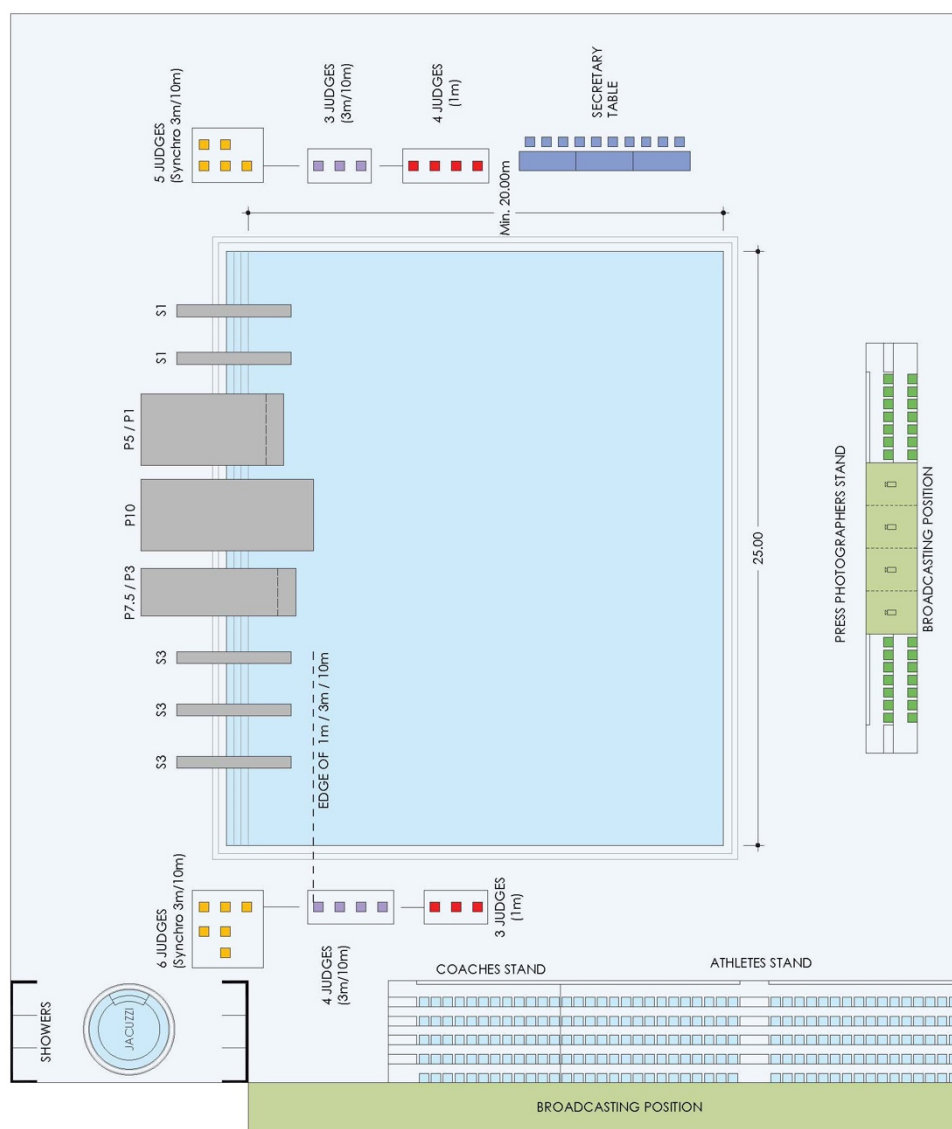 5 JUDGES
(Synchro 3m/10m)
3 JUDGES
(3m/10m)
4 JUDGES
(1m)
SECRETARY
TABLE
Min. 20.00m
S1
S1
P5 / P1
P10
P7.5 / P3
S3
S3
S3
EDGE OF 1m / 3m / 10m
25.00
PRESS PHOTOGRAPHERS STAND
BROADCASTING POSITION
6 JUDGES
(Synchro 3m/10m)
4 JUDGES
(3m/10m)
3 JUDGES
(1m)
SHOWERS
JACUZZI
COACHES STAND
ATHLETES STAND
BROADCASTING POSITION